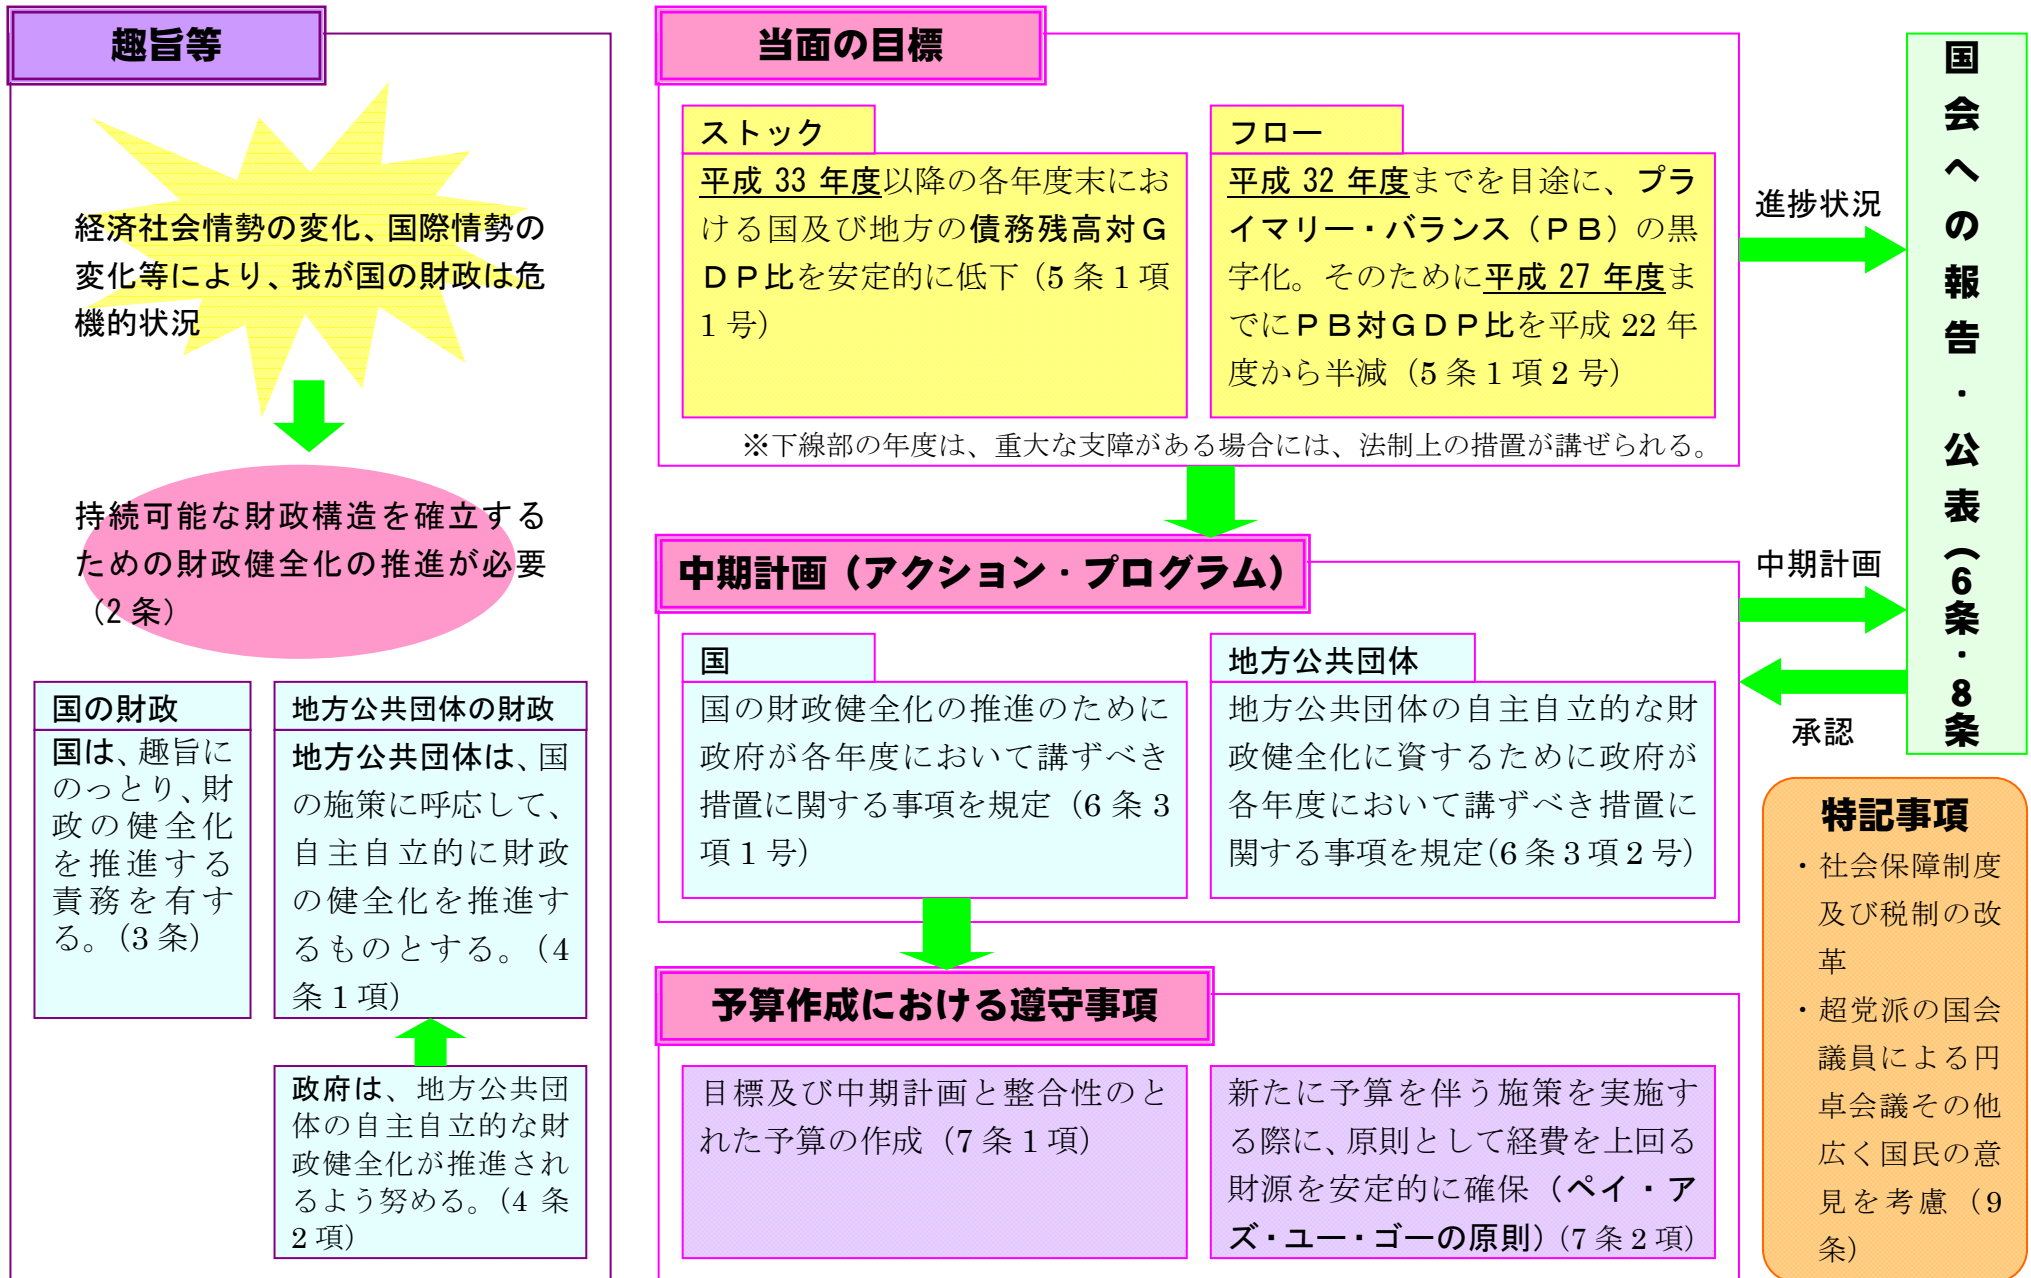 趣旨等
経済社会情勢の変化、国際情勢の
変化等により、我が国の財政は危
機的状況
持続可能な財政構造を確立する
ための財政健全化の推進が必要
（2 条）
国の財政
国は、趣旨に
のっとり、財
政の健全化
を推進する
責務を有す
る。（3 条）
地方公共団体の財政
地方公共団体は、国
の施策に呼応して、
自主自立的に財政
の健全化を推進す
るものとする。（4
条 1 項）
政府は、地方公共団
体の自主自立的な財
政健全化が推進され
るよう努める。（4 条
2 項）
当面の目標
ストック
平成 33 年度以降の各年度末にお
ける国及び地方の債務残高対Ｇ
ＤＰ比を安定的に低下（5 条 1 項
1 号）
フロー
平成 32 年度までを目途に、プラ
イマリー・バランス（ＰＢ）の黒
字化。そのために平成 27 年度ま
でにＰＢ対ＧＤＰ比を平成 22 年
度から半減（5 条 1 項 2 号）
※下線部の年度は、重大な支障がある場合には、法制上の措置が講ぜられる。
中期計画（アクション・プログラム）
国
国の財政健全化の推進のために
政府が各年度において講ずべき
措置に関する事項を規定（6 条 3
項 1 号）
地方公共団体
地方公共団体の自主自立的な財
政健全化に資するために政府が
各年度において講ずべき措置に
関する事項を規定（6 条 3 項 2 号）
予算作成における遵守事項
目標及び中期計画と整合性のと
れた予算の作成（7 条 1 項）
新たに予算を伴う施策を実施す
る際に、原則として経費を上回る
財源を安定的に確保（ペイ・ア
ズ・ユー・ゴーの原則）（7 条 2 項）
進捗状況
中期計画
承認
国会への報告・公表（6条・8条
特記事項
・社会保障制度
及び税制の改
革
・超党派の国会
議員による円
卓会議その他
広く国民の意
見を考慮（9
条）